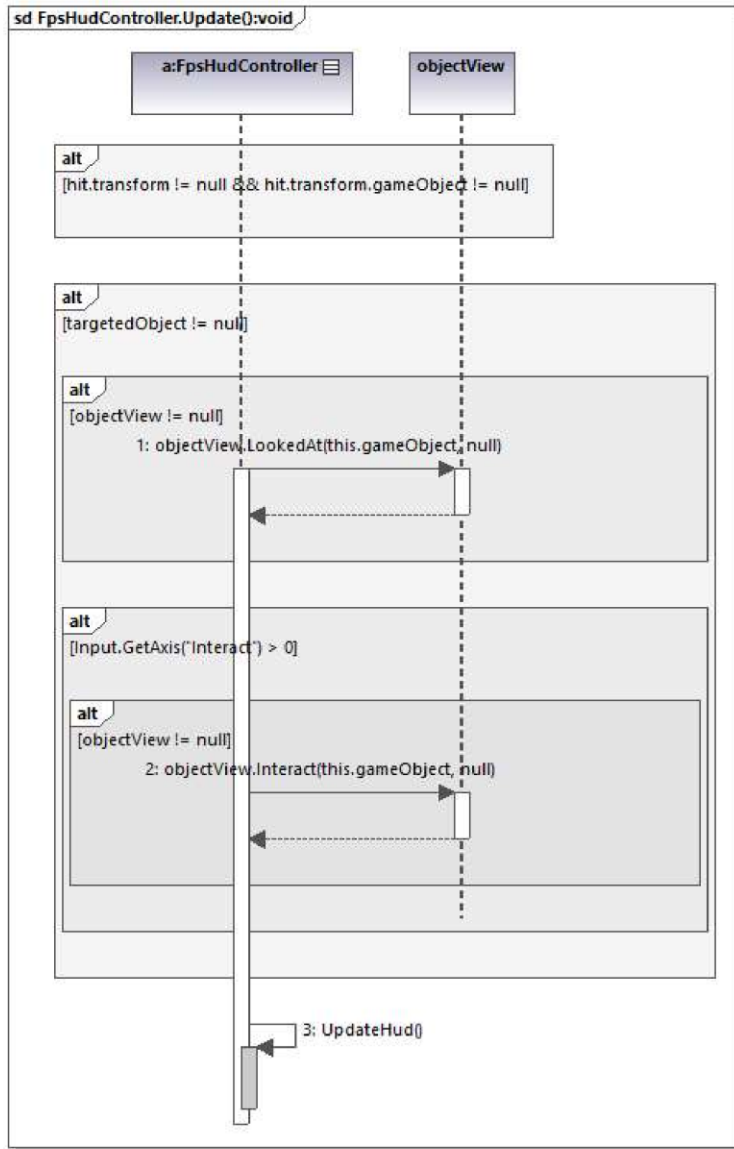 sd FpsHudController.Update():void
a:FpsHudController
objectView
alt
[hit.transform != null && hit.transform.gameObject != null]
alt
[targetedObject != null]
alt
[objectView != null]
1: objectView.LookedAt(this.gameObject, null)
alt
[Input.GetAxis("Interact") > 0]
alt
[objectView != null]
2: objectView.Interact(this.gameObject, null)
3: UpdateHud()